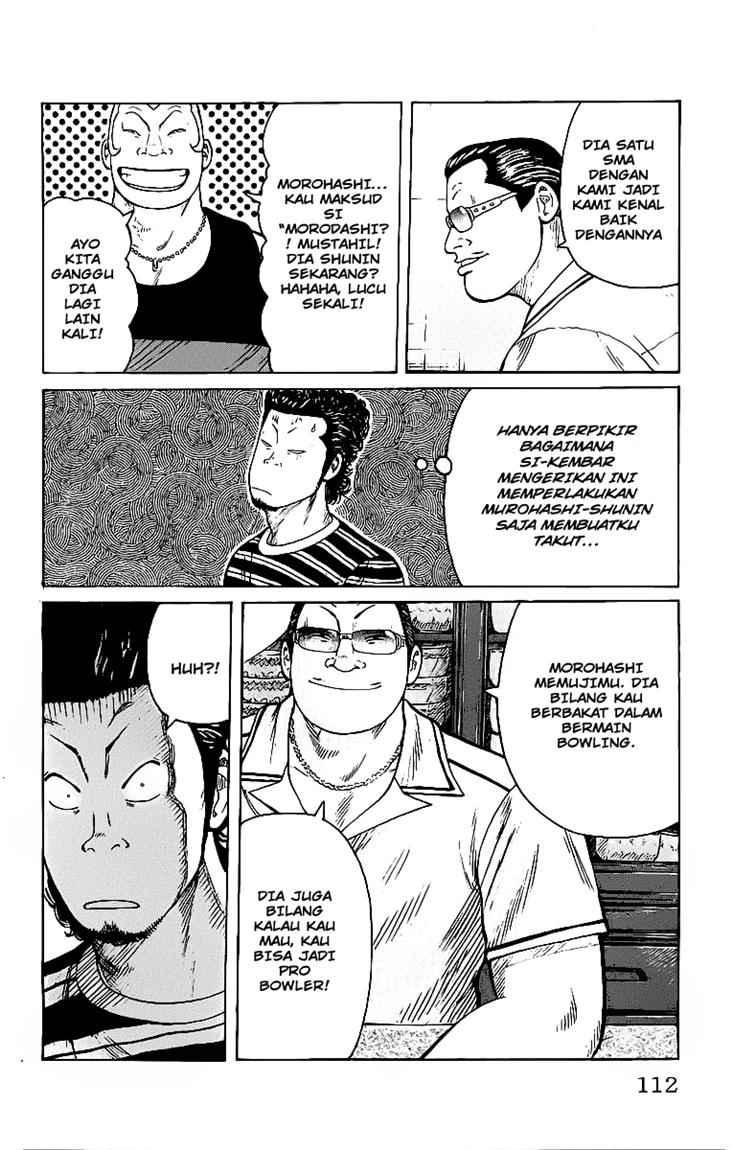 DIA SATU
SMA
DENGAN
KAMI JADI
KAMI KENAL
BAIK
DENGANNYA
MOROHASHI...
KAU MAKSUD
SI
"MORODASHI?
! MUSTAHIL!
DIA SHUNIN
SEKARANG?
HAHAHA, LUCU
SEKALI!
AYO
KITA
GANGGU
DIA
LAGI
LAIN
KALI!
HANYA BERPIKIR
BAGAIMANA
SI-KEMBAR
MENGERIKAN INI
MEMPERLAKUKAN
MUROHASHI-SHUNIN
SAJA MEMBUATKU
TAKUT...
MOROHASHI
MEMUJIMU. DIA
BILANG KAU
BERBAKAT DALAM
BERMAIN
BOWLING.
DIA JUGA
BILANG
KALAU KAU
MAU, KAU
BISA JADI
PRO
BOWLER!
HUH?!
112